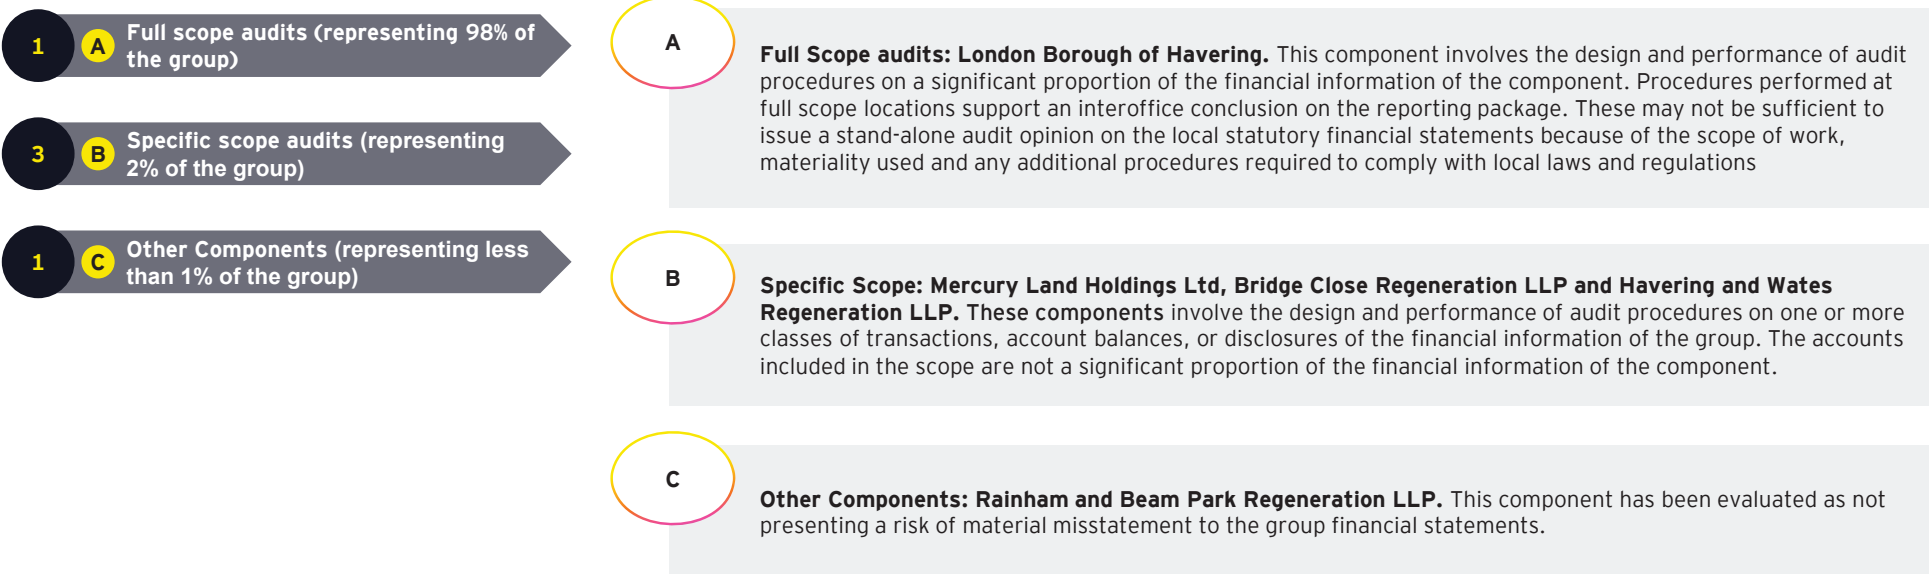 1
A
Full scope audits (representing 98% of
the group)
3
B
Specific scope audits (representing
2% of the group)
1
C
Other Components (representing less
than 1% of the group)
A
Full Scope audits: London Borough of Havering. This component involves the design and performance of audit
procedures on a significant proportion of the financial information of the component. Procedures performed at
full scope locations support an interoffice conclusion on the reporting package. These may not be sufficient to
issue a stand-alone audit opinion on the local statutory financial statements because of the scope of work,
materiality used and any additional procedures required to comply with local laws and regulations
B
Specific Scope: Mercury Land Holdings Ltd, Bridge Close Regeneration LLP and Havering and Wates
Regeneration LLP. These components involve the design and performance of audit procedures on one or more
classes of transactions, account balances, or disclosures of the financial information of the group. The accounts
included in the scope are not a significant proportion of the financial information of the component.
C
Other Components: Rainham and Beam Park Regeneration LLP. This component has been evaluated as not
presenting a risk of material misstatement to the group financial statements.